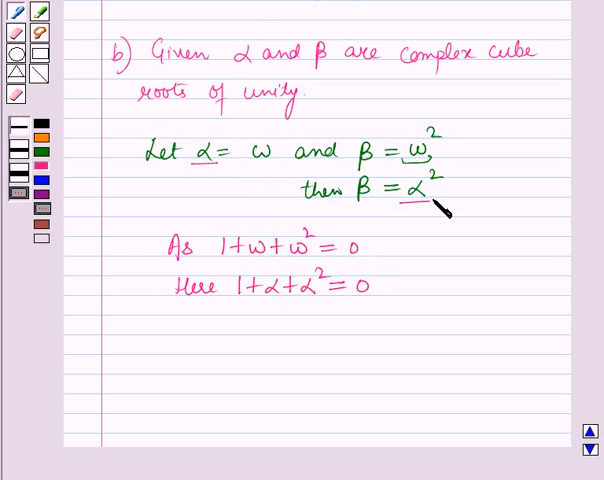 b) Given α and β are complex cube
roots of unity.
Let α = ω and β = ω²
then β = α²
As 1+ω+ω² = 0
Here 1+α+α² = 0